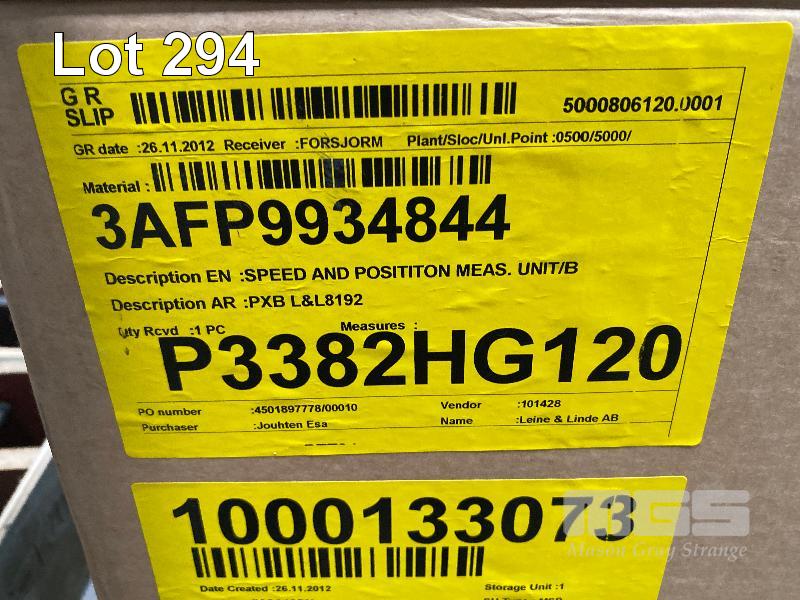 Lot 294
GR SLIP 5000806120.0001
GR date :26.11.2012 Receiver :FORSJORM Plant/Sloc/Unl.Point :0500/5000/
Material :
3AFP9934844
Description EN :SPEED AND POSITITON MEAS. UNIT/B
Description AR :PXB L&L8192
Qty Rcvd :1 PC Measures :
P3382HG120
PO number :4501897778/00010 Vendor :101428
Purchaser :Jouhten Esa Name :Leine & Linde AB
1000133073
MGS
Mason Gray Strange
Date Created :26.11.2012 Storage Unit :1